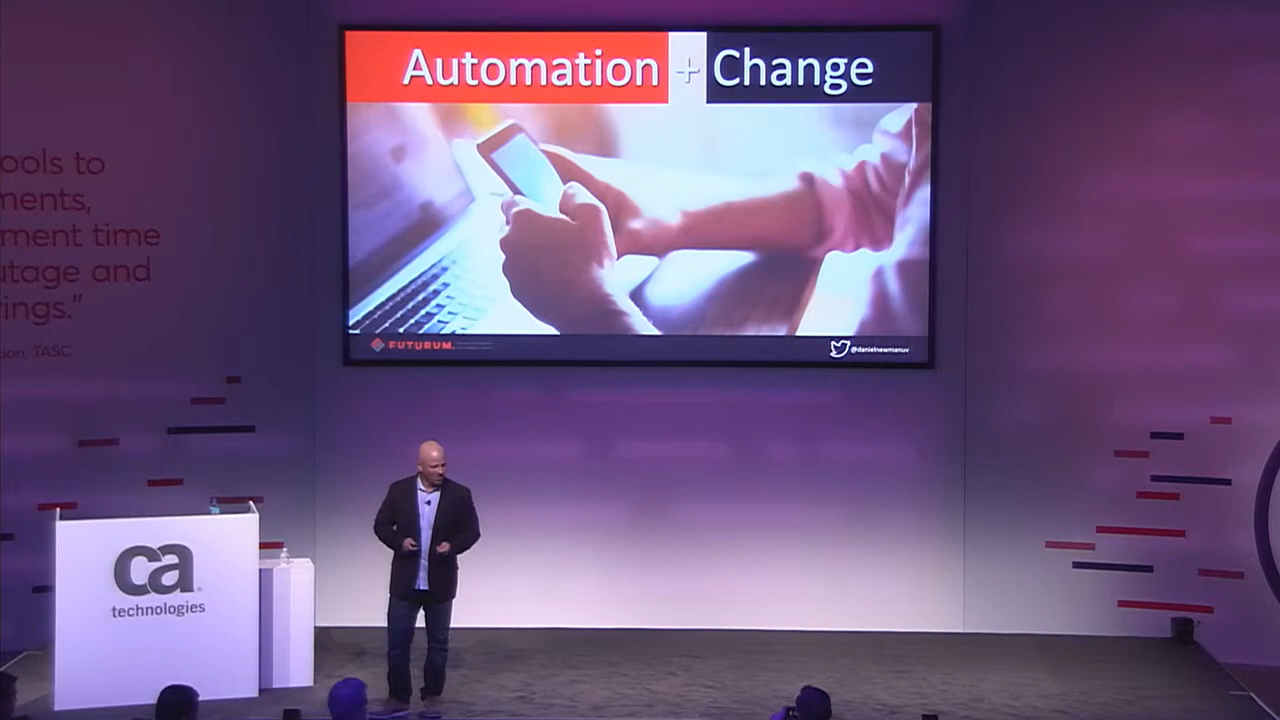 Automation + Change
ools to
ments,
ment time
utage and
ings.”
ion, TASC
FUTURUM.
@danielnewmanuv
ca
technologies